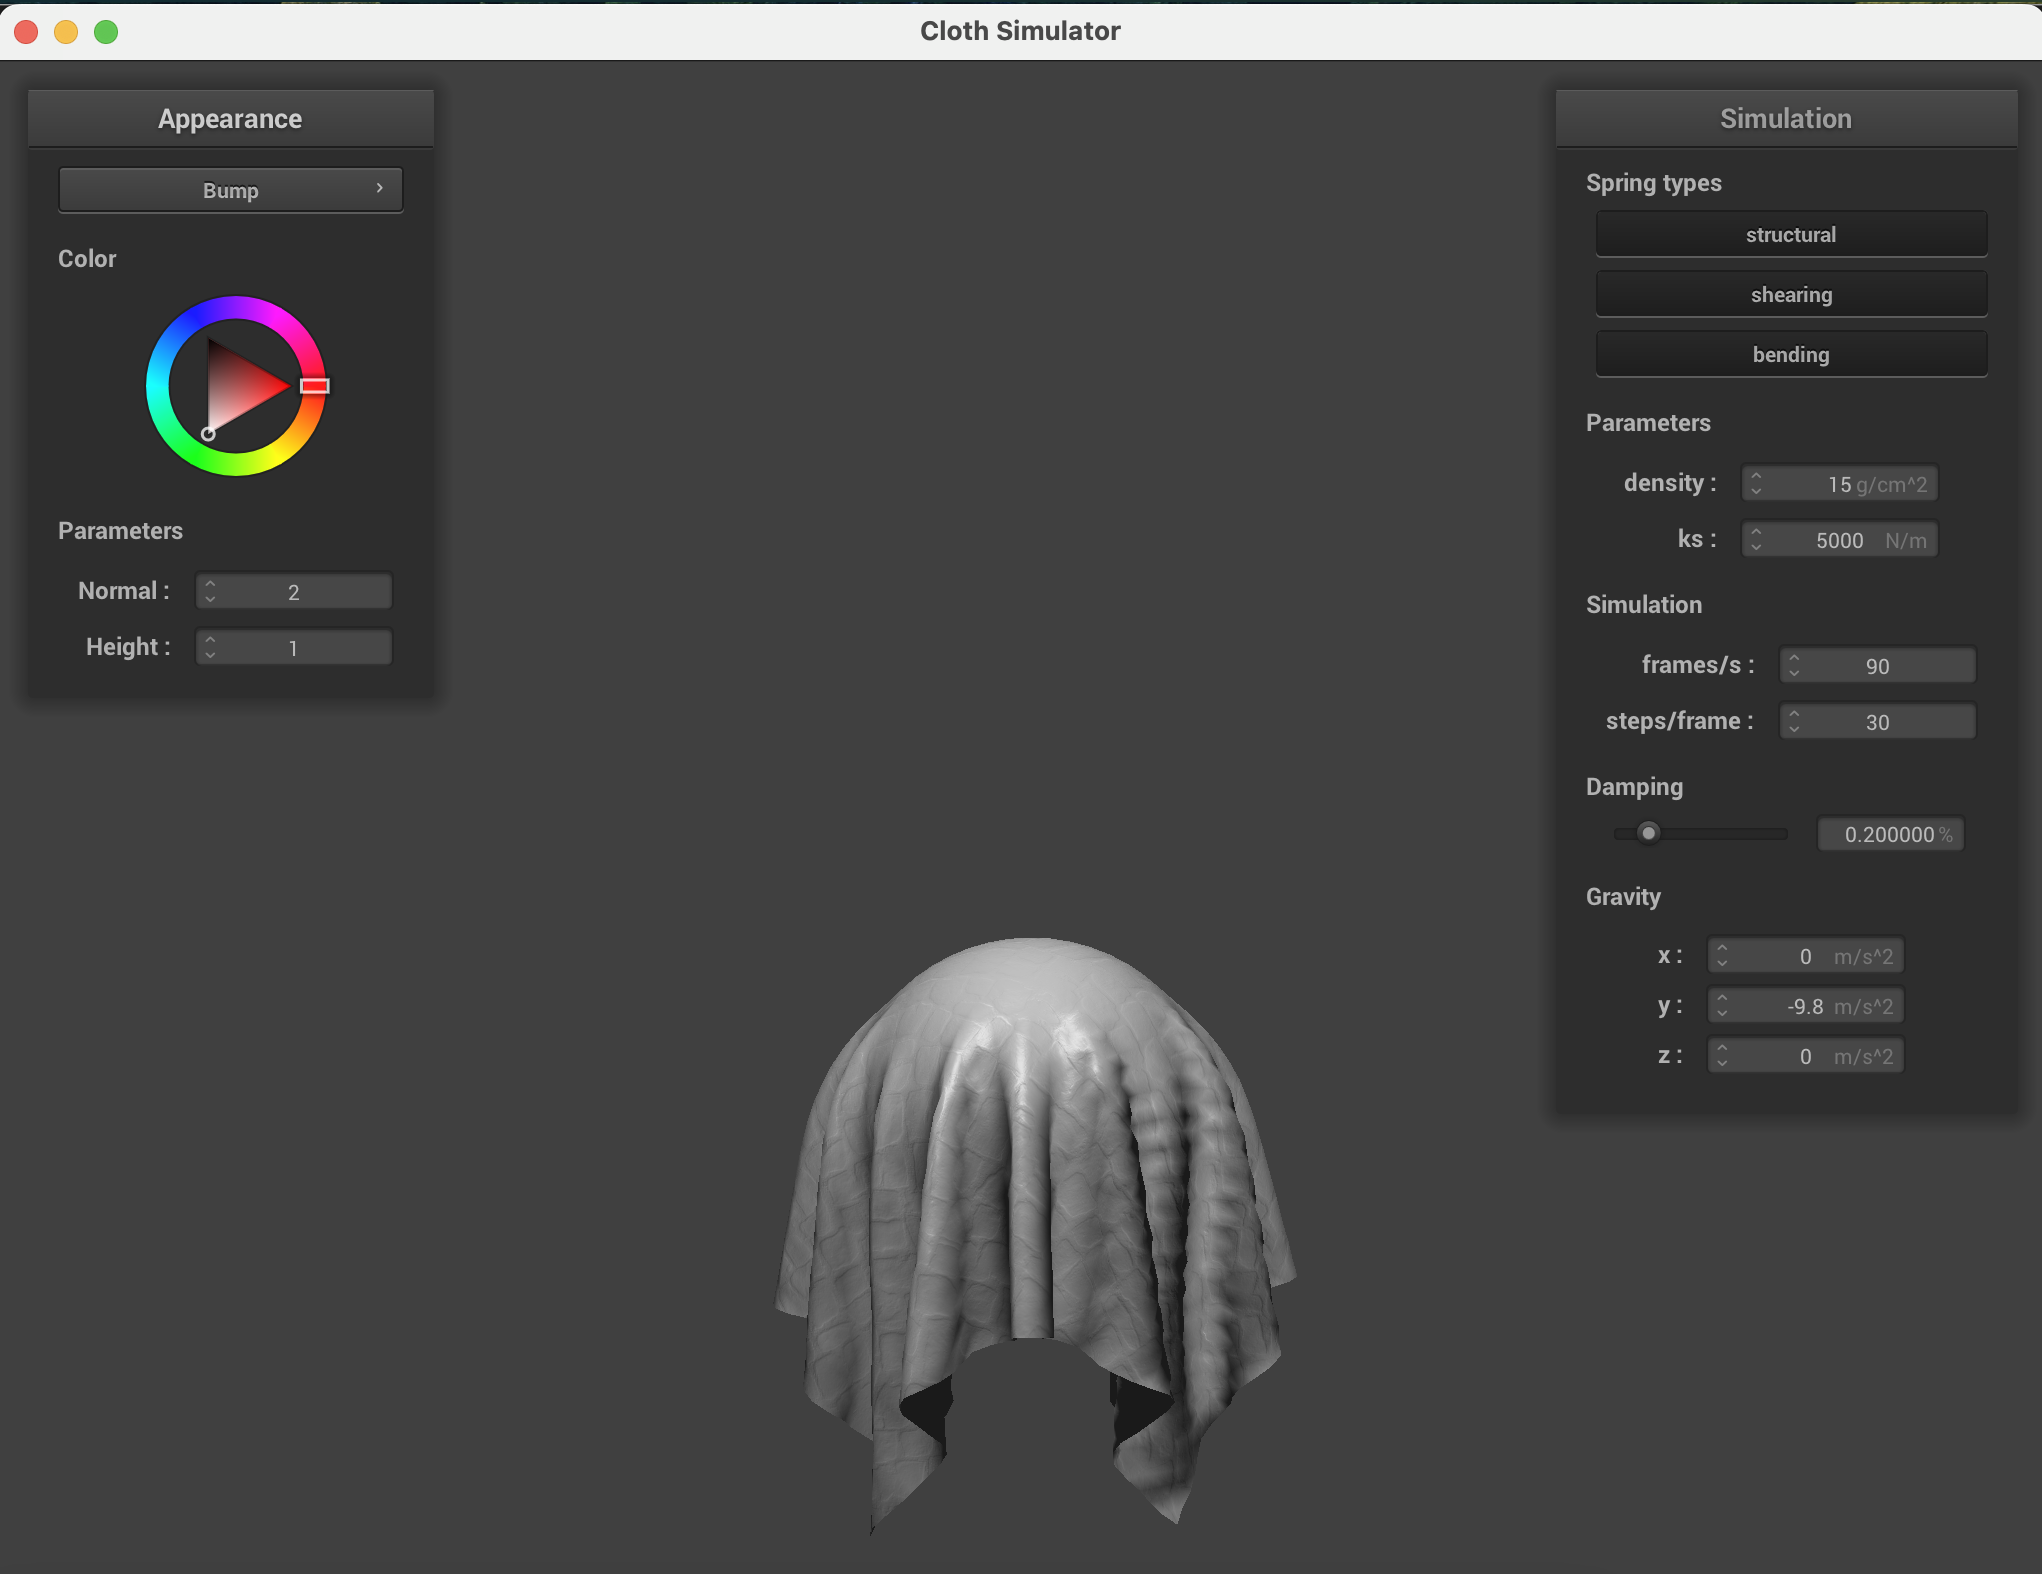 Cloth Simulator
Appearance
Bump
Color
Parameters
Normal : 2
Height : 1
Simulation
Spring types
structural
shearing
bending
Parameters
density : 15 g/cm^2
ks : 5000 N/m
Simulation
frames/s : 90
steps/frame : 30
Damping
0.200000 %
Gravity
x : 0 m/s^2
y : -9.8 m/s^2
z : 0 m/s^2